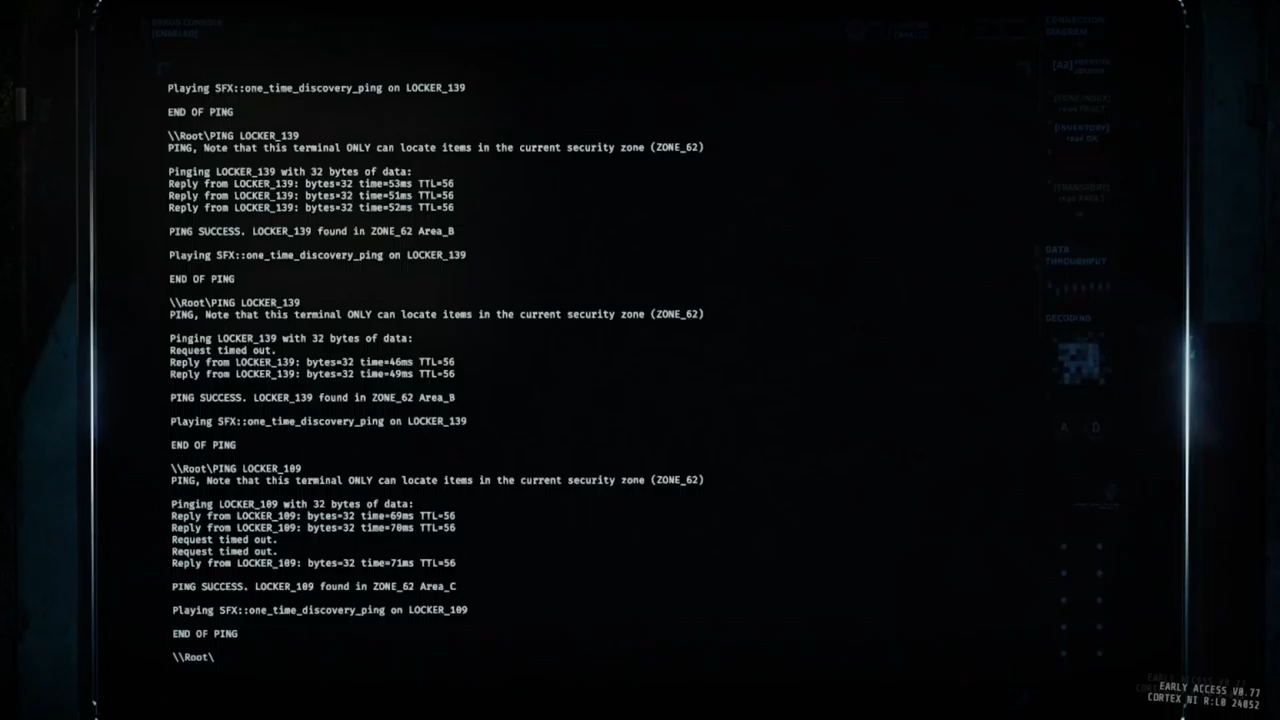 [ENABLED]
CONNECTION
DIAGRAM
Playing SFX::one_time_discovery_ping on LOCKER_139
END OF PING
\\Root\PING LOCKER_139
PING, Note that this terminal ONLY can locate items in the current security zone (ZONE_62)
[INVENTORY]
Pinging LOCKER_139 with 32 bytes of data:
Reply from LOCKER_139: bytes=32 time=53ms TTL=56
Reply from LOCKER_139: bytes=32 time=51ms TTL=56
Reply from LOCKER_139: bytes=32 time=52ms TTL=56
PING SUCCESS. LOCKER_139 found in ZONE_62 Area_B
Playing SFX::one_time_discovery_ping on LOCKER_139
DATA
THROUGHPUT
END OF PING
\\Root\PING LOCKER_139
PING, Note that this terminal ONLY can locate items in the current security zone (ZONE_62)
DECODING
Pinging LOCKER_139 with 32 bytes of data:
Request timed out.
Reply from LOCKER_139: bytes=32 time=46ms TTL=56
Reply from LOCKER_139: bytes=32 time=49ms TTL=56
PING SUCCESS. LOCKER_139 found in ZONE_62 Area_B
Playing SFX::one_time_discovery_ping on LOCKER_139
A D
END OF PING
\\Root\PING LOCKER_109
PING, Note that this terminal ONLY can locate items in the current security zone (ZONE_62)
Pinging LOCKER_109 with 32 bytes of data:
Reply from LOCKER_109: bytes=32 time=69ms TTL=56
Reply from LOCKER_109: bytes=32 time=70ms TTL=56
Request timed out.
Request timed out.
Reply from LOCKER_109: bytes=32 time=71ms TTL=56
PING SUCCESS. LOCKER_109 found in ZONE_62 Area_C
Playing SFX::one_time_discovery_ping on LOCKER_109
END OF PING
\\Root\
EARLY ACCESS V0.77
CORTEX NI R:L0 24052